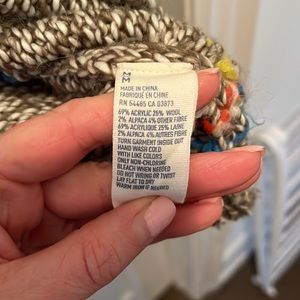 M
M
MADE IN CHINA
FABRIQUÉ EN CHINE
RN 54485 CA 03873
69% ACRYLIC 25% WOOL
2% ALPACA 4% OTHER FIBRE
69% ACRYLIQUE 25% LAINE
2% ALPAGA 4% AUTRES FIBRE
TURN GARMENT INSIDE OUT
HAND WASH COLD
WITH LIKE COLORS
ONLY NON-CHLORINE
BLEACH WHEN NEEDED
DO NOT WRING OR TWIST
LAY FLAT TO DRY
WARM IRON IF NEEDED